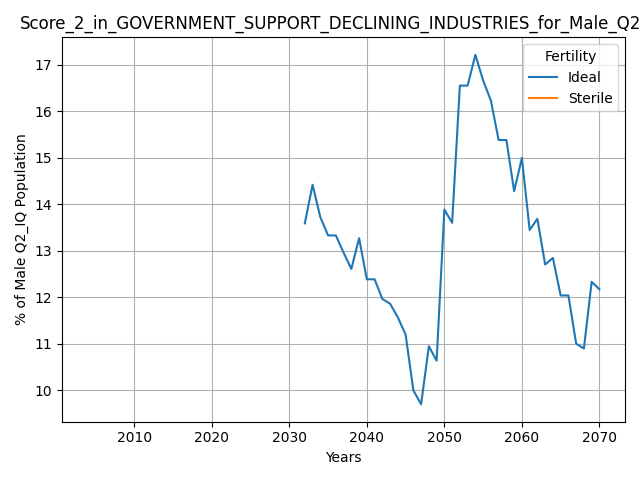 Score_2_in_GOVERNMENT_SUPPORT_DECLINING_INDUSTRIES_for_Male_Q2
Fertility
Ideal
Sterile
% of Male Q2_IQ Population
17
16
15
14
13
12
11
10
2010 2020 2030 2040 2050 2060 2070
Years